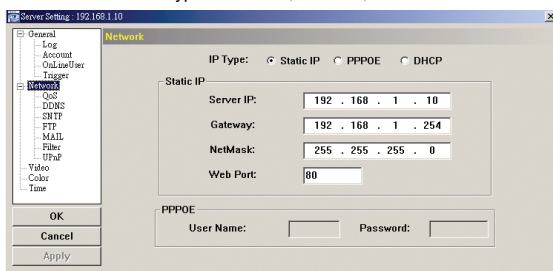 Server Setting : 192.168.1.10
General
Log
Account
OnLineUser
Trigger
Network
QoS
DDNS
SNTP
FTP
MAIL
Filter
UPnP
Video
Color
Time
OK
Cancel
Apply
Network
IP Type: Static IP PPPOE DHCP
Static IP
Server IP: 192 . 168 . 1 . 10
Gateway: 192 . 168 . 1 . 254
NetMask: 255 . 255 . 255 . 0
Web Port: 80
PPPOE
User Name: Password: